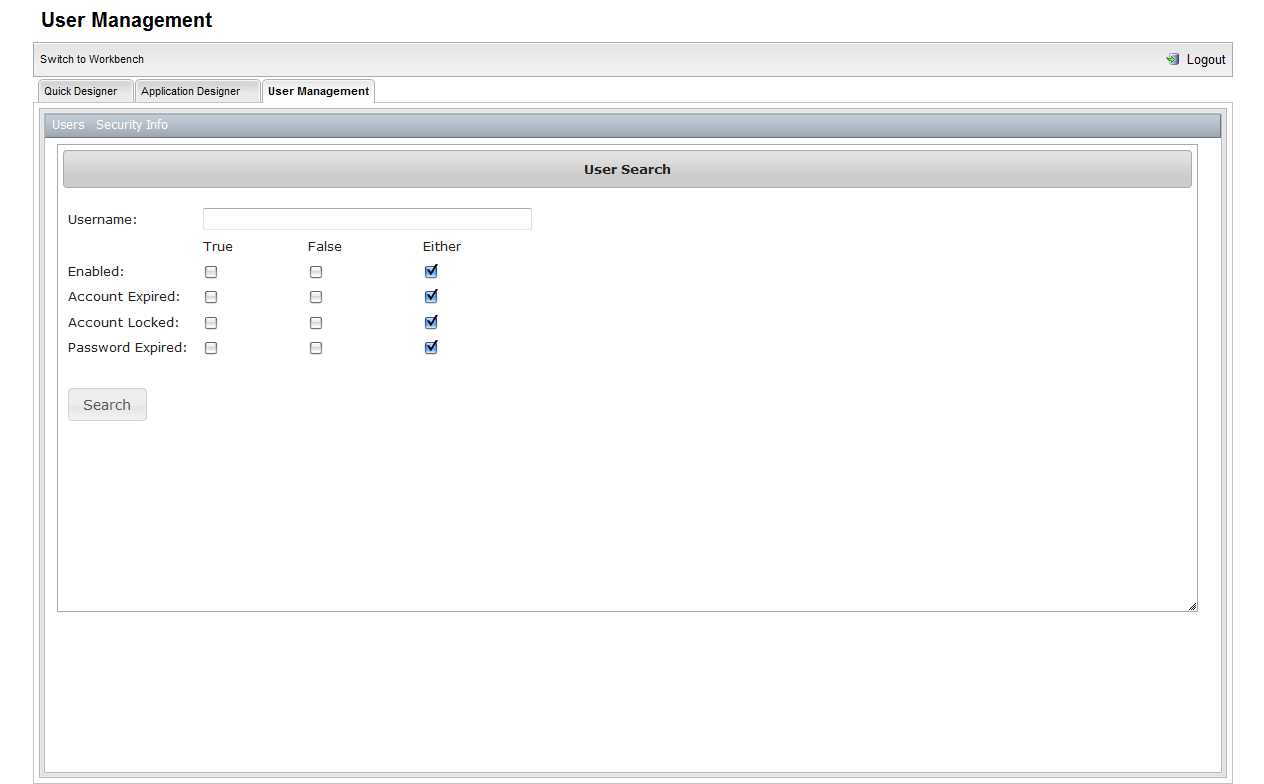 User Management
Switch to Workbench Logout
Quick Designer Application Designer User Management
Users Security Info
User Search
Username:
True False Either
Enabled:
Account Expired:
Account Locked:
Password Expired:
Search